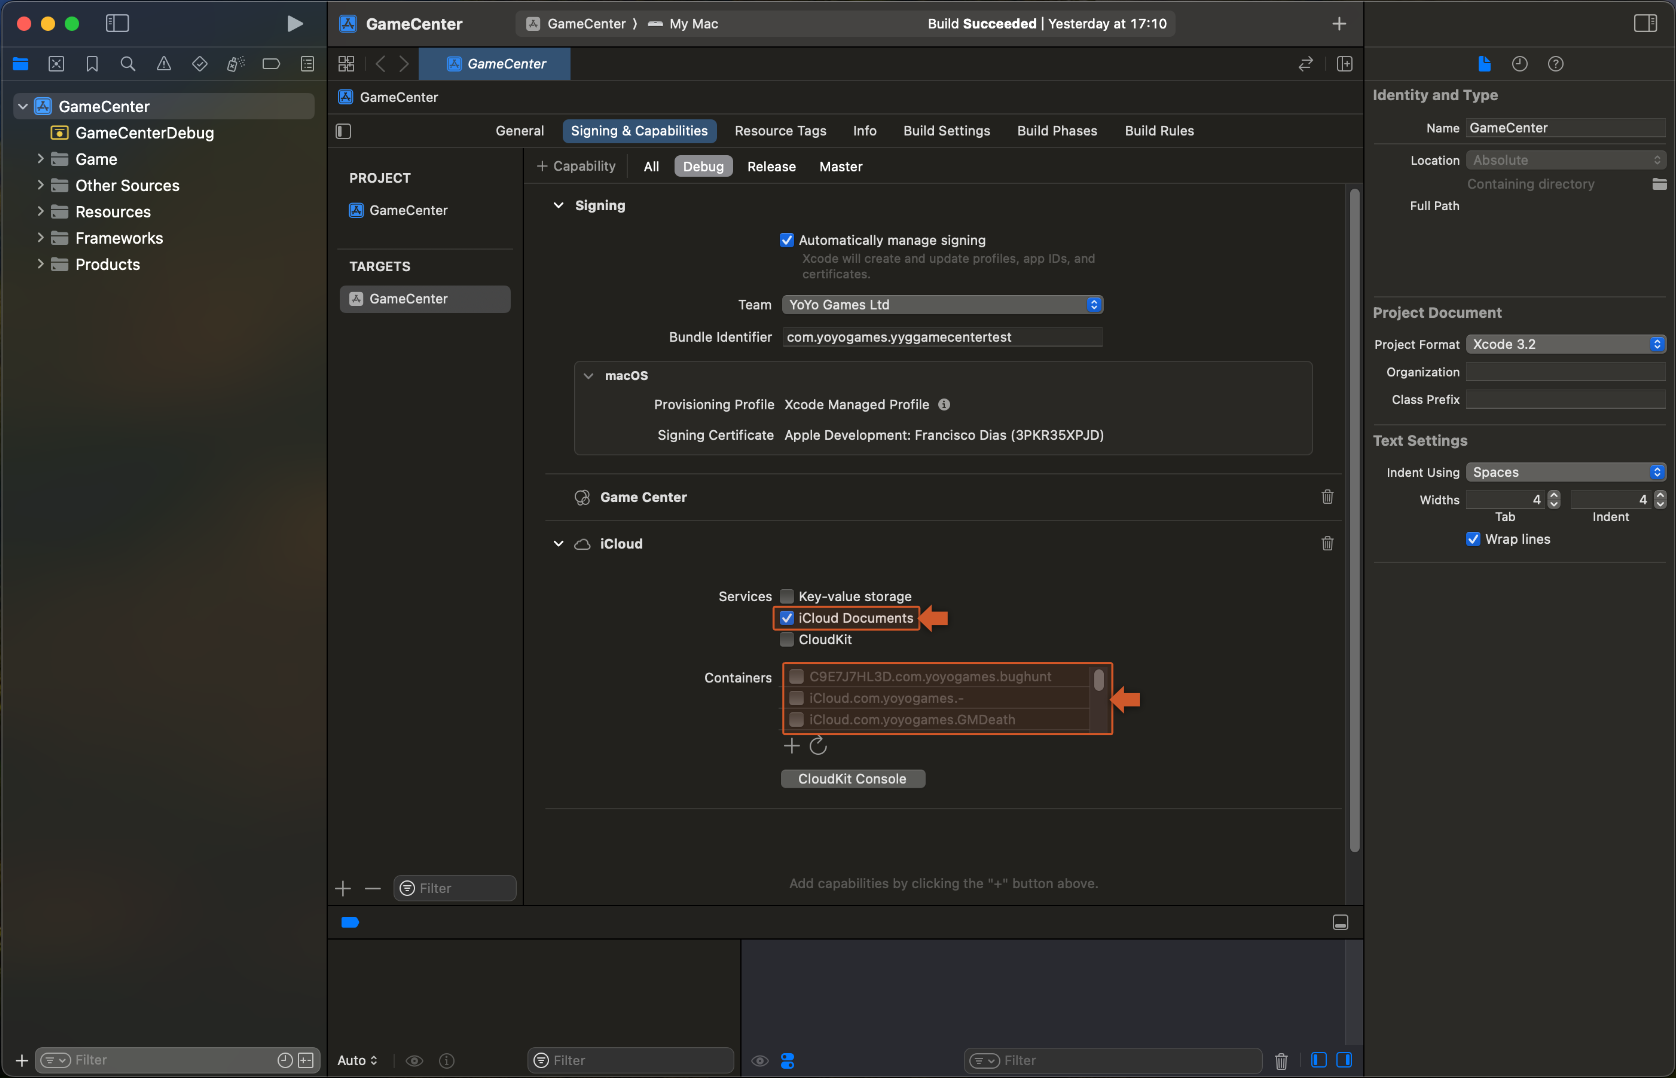 GameCenter
GameCenter
My Mac
Build Succeeded | Yesterday at 17:10
GameCenter
GameCenter
GameCenterDebug
Game
Other Sources
Resources
Frameworks
Products
Filter
GameCenter
General
Signing & Capabilities
Resource Tags
Info
Build Settings
Build Phases
Build Rules
PROJECT
GameCenter
TARGETS
GameCenter
Filter
+ Capability
All
Debug
Release
Master
Signing
Automatically manage signing
Xcode will create and update profiles, app IDs, and
certificates.
Team YoYo Games Ltd
Bundle Identifier com.yoyogames.yyggamecentertest
macOS
Provisioning Profile Xcode Managed Profile
Signing Certificate Apple Development: Francisco Dias (3PKR35XPJD)
Game Center
iCloud
Services Key-value storage
iCloud Documents
CloudKit
Containers C9E7J7HL3D.com.yoyogames.bughunt
iCloud.com.yoyogames.-
iCloud.com.yoyogames.GMDeath
CloudKit Console
Add capabilities by clicking the "+" button above.
Auto
Filter
Filter
Identity and Type
Name GameCenter
Location Absolute
Containing directory
Full Path
Project Document
Project Format Xcode 3.2
Organization
Class Prefix
Text Settings
Indent Using Spaces
Widths 4 4
Tab Indent
Wrap lines